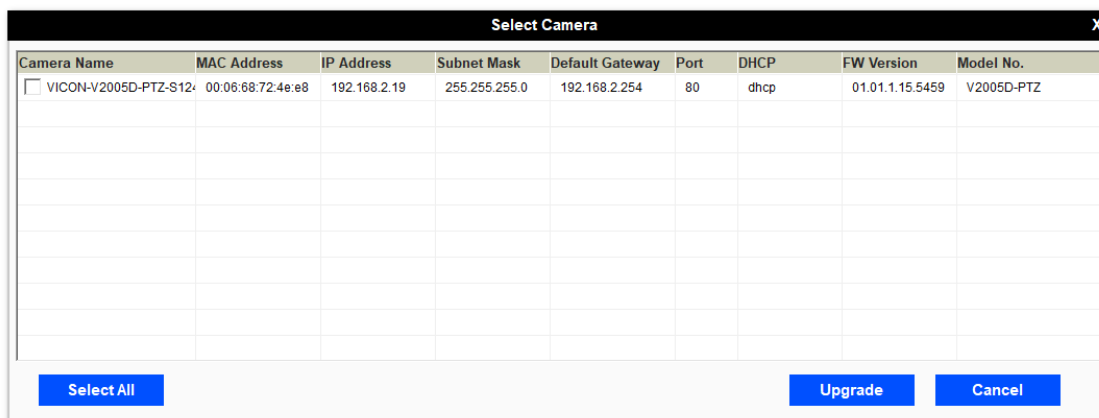 Select Camera X
Camera Name MAC Address IP Address Subnet Mask Default Gateway Port DHCP FW Version Model No.
VICON-V2005D-PTZ-S124 00:06:68:72:4e:e8 192.168.2.19 255.255.255.0 192.168.2.254 80 dhcp 01.01.1.15.5459 V2005D-PTZ
Select All Upgrade Cancel